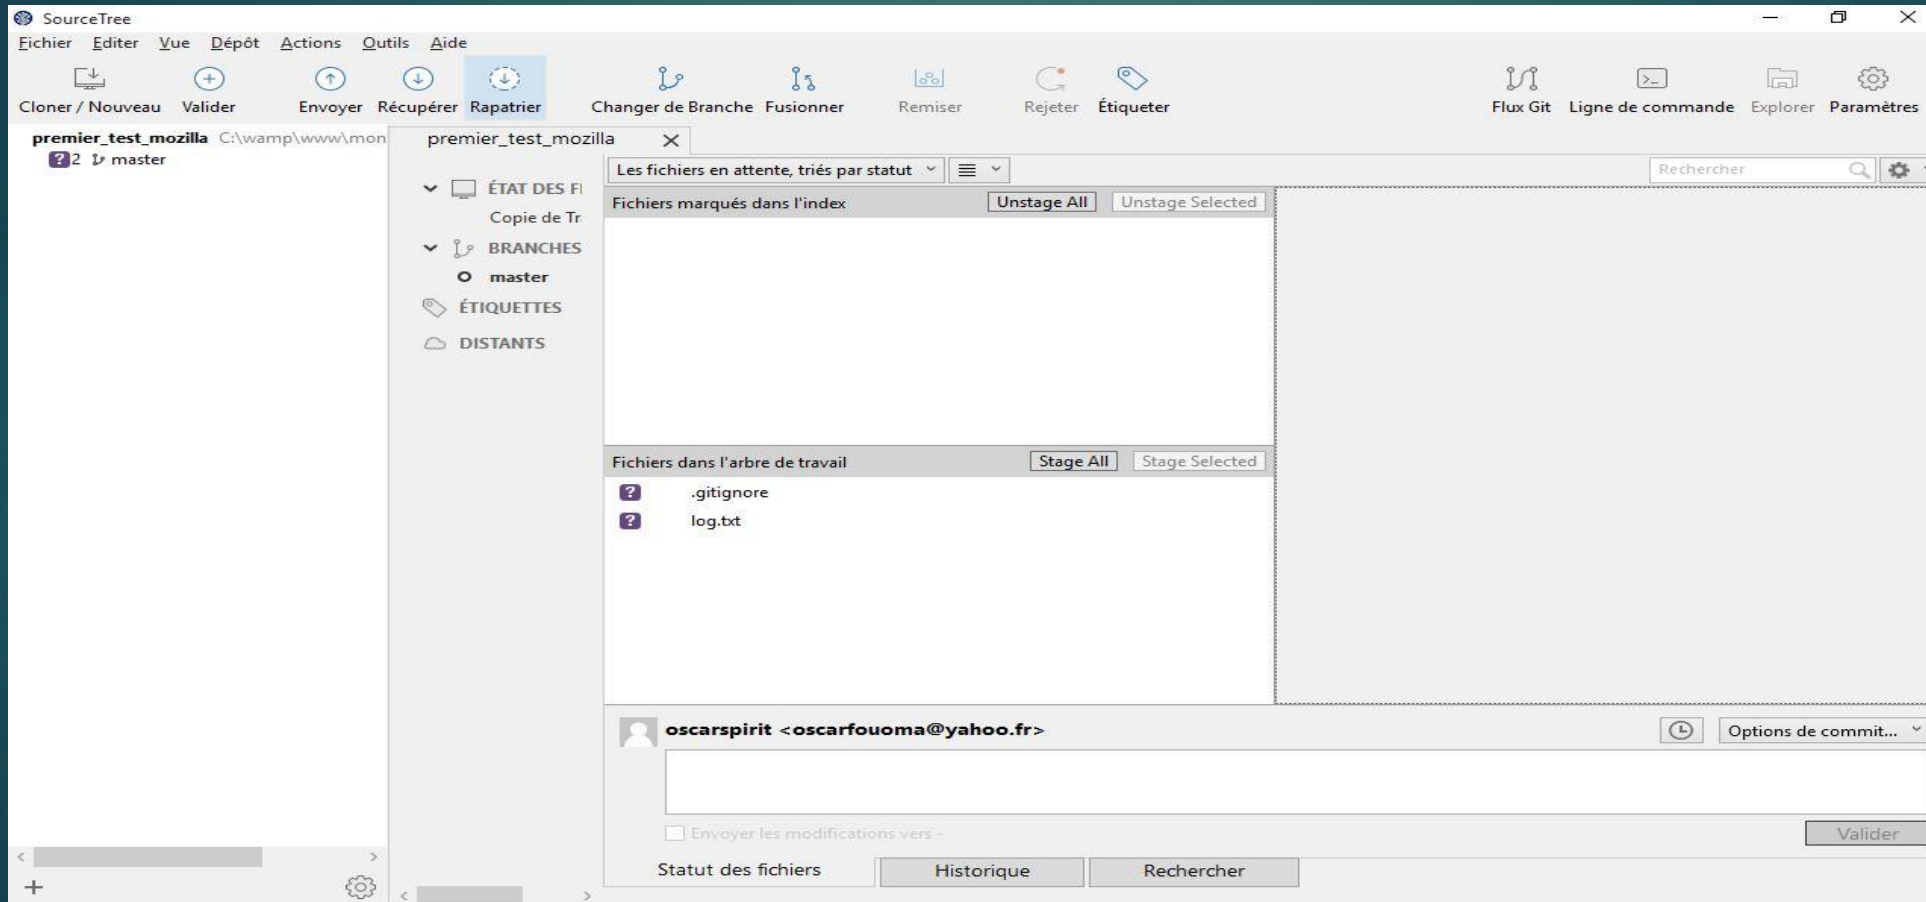 SourceTree
Fichier Editer Vue Dépôt Actions Outils Aide
Cloner / Nouveau Valider Envoyer Récupérer Rapatrier Changer de Branche Fusionner Remiser Rejeter Étiqueter Flux Git Ligne de commande Explorer Paramètres
premier_test_mozilla C:\wamp\www\mon
?2 master
premier_test_mozilla
ÉTAT DES FI
Copie de Tr
BRANCHES
master
ÉTIQUETTES
DISTANTS
Les fichiers en attente, triés par statut
Rechercher
Fichiers marqués dans l'index Unstage All Unstage Selected
Fichiers dans l'arbre de travail Stage All Stage Selected
? .gitignore
? log.txt
oscarspirit <oscarfouoma@yahoo.fr>
Options de commit...
Envoyer les modifications vers -
Valider
Statut des fichiers Historique Rechercher